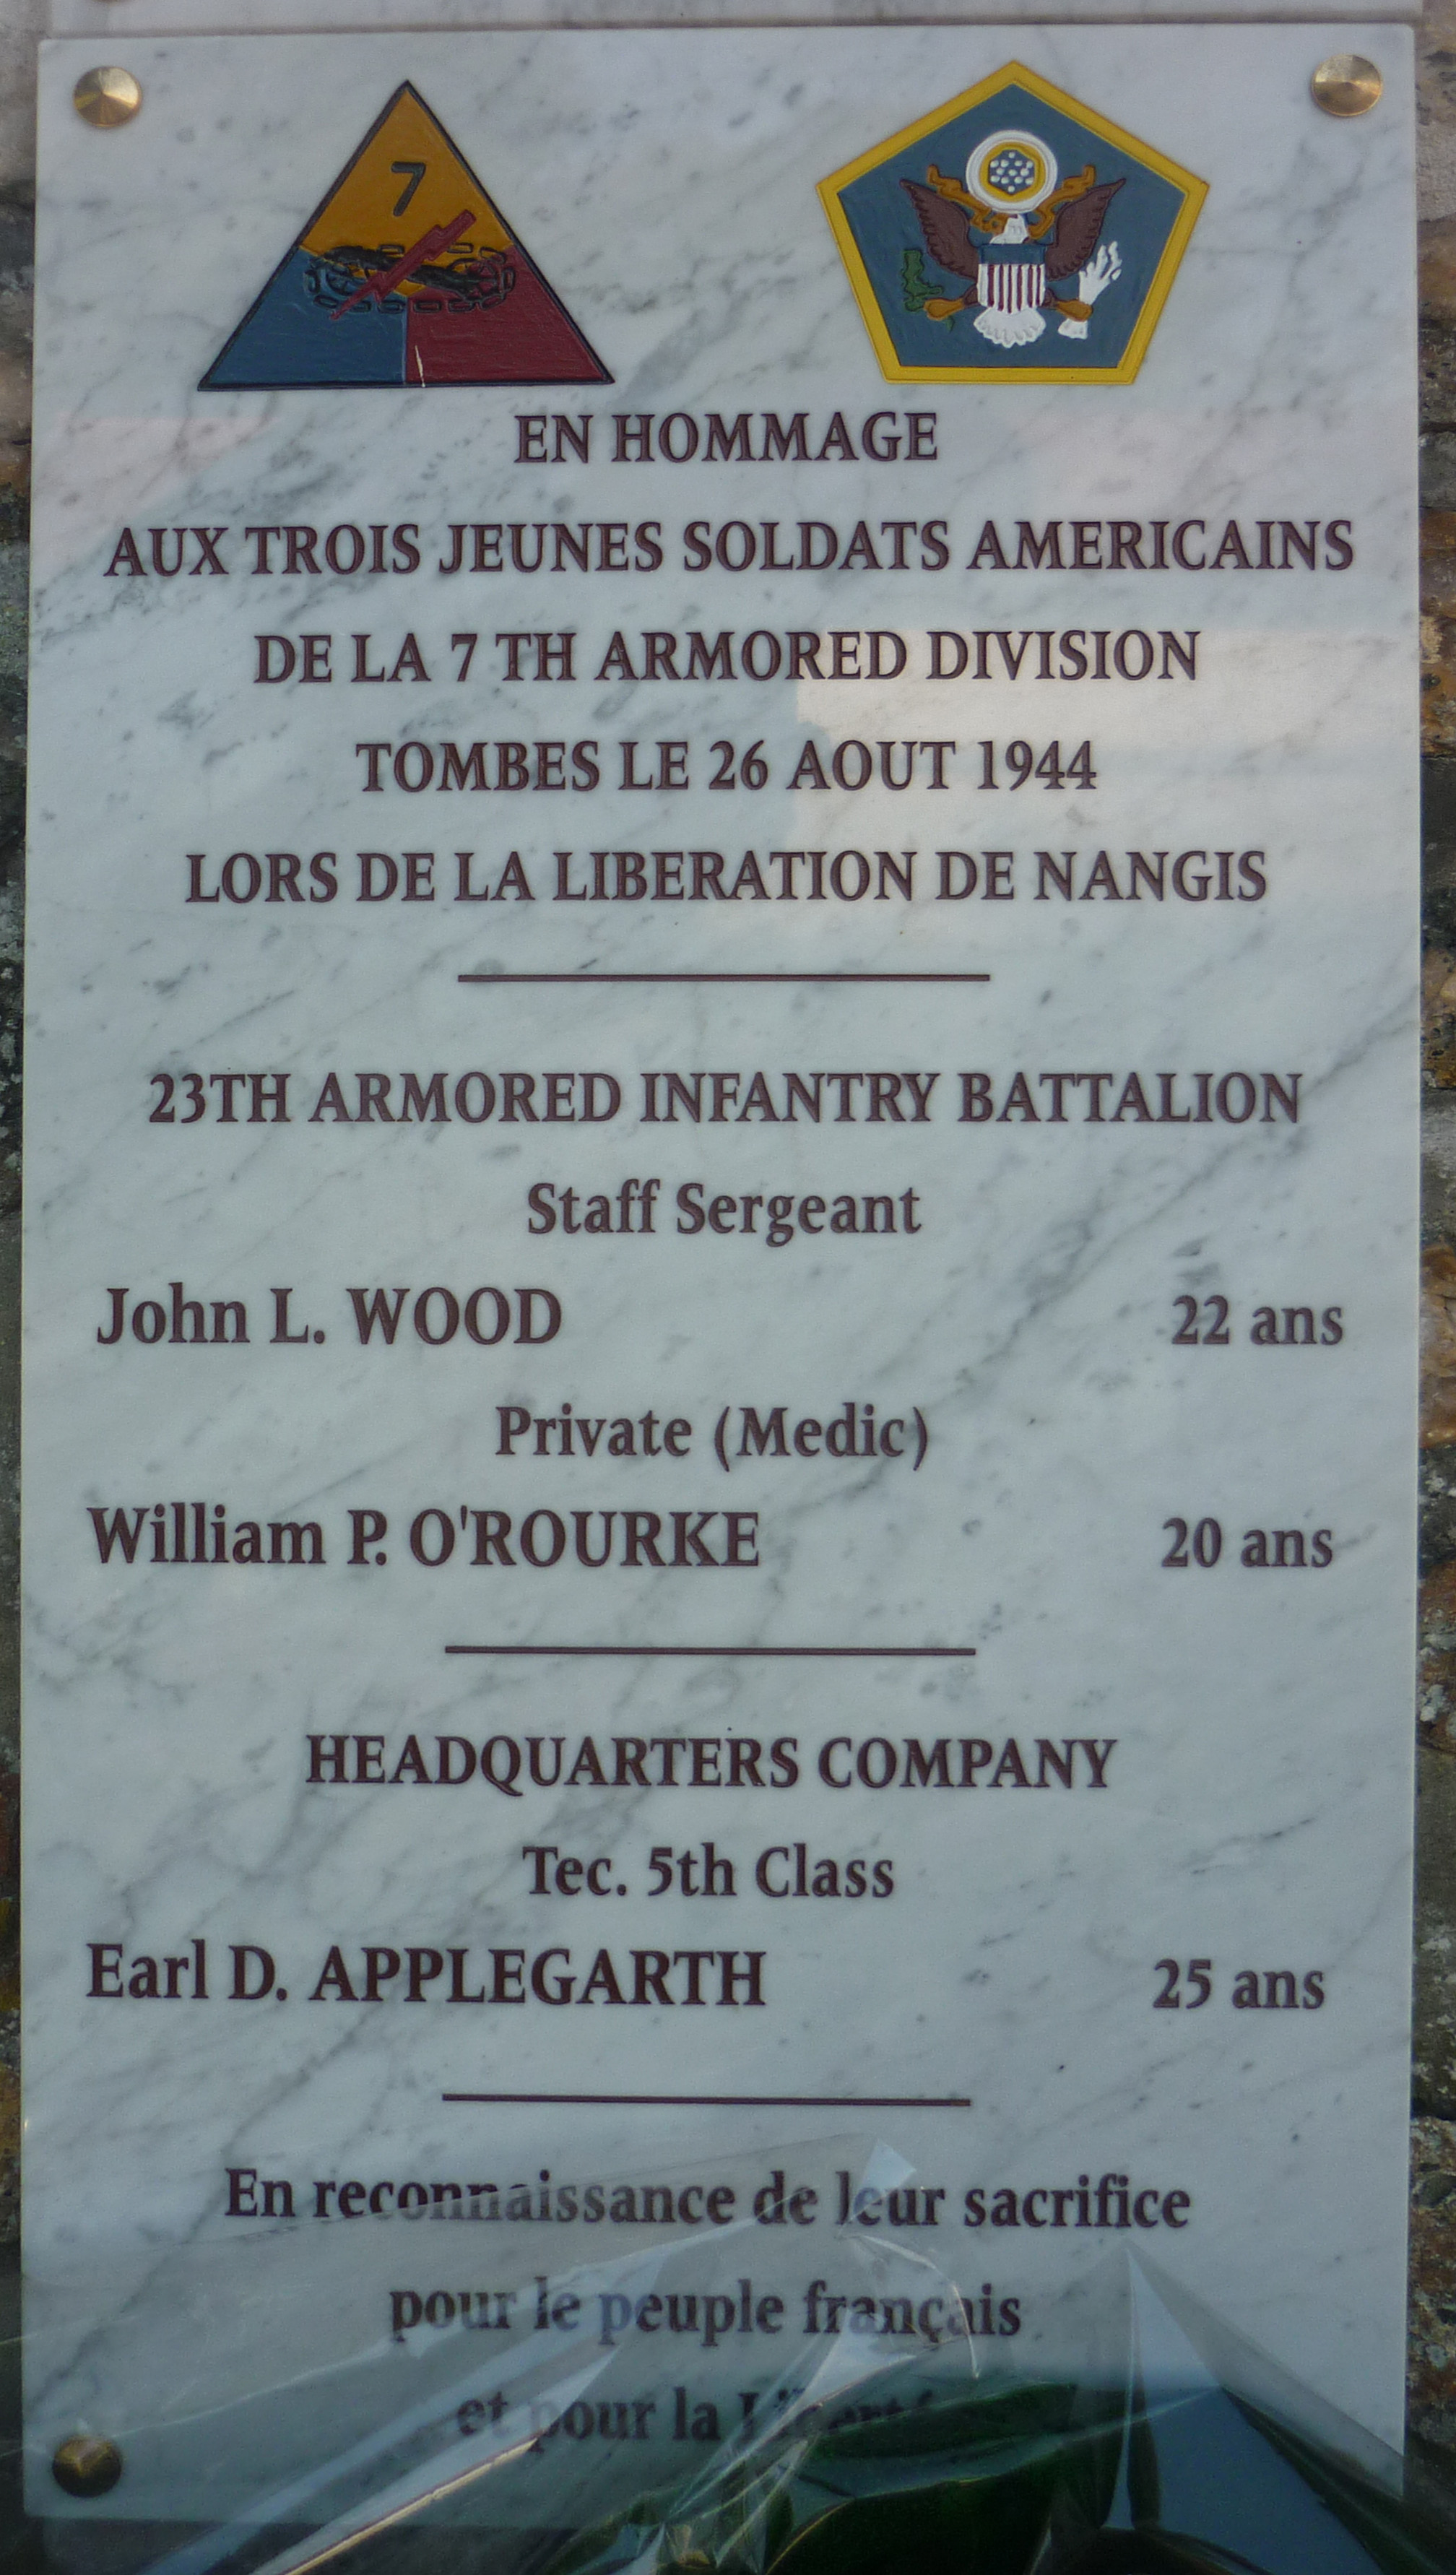 7
EN HOMMAGE
AUX TROIS JEUNES SOLDATS AMERICAINS
DE LA 7 TH ARMORED DIVISION
TOMBES LE 26 AOUT 1944
LORS DE LA LIBERATION DE NANGIS
23TH ARMORED INFANTRY BATTALION
Staff Sergeant
John L. WOOD 22 ans
Private (Medic)
William P. O'ROURKE 20 ans
HEADQUARTERS COMPANY
Tec. 5th Class
Earl D. APPLEGARTH 25 ans
En reconnaissance de leur sacrifice
pour le peuple français
et pour la Liberté